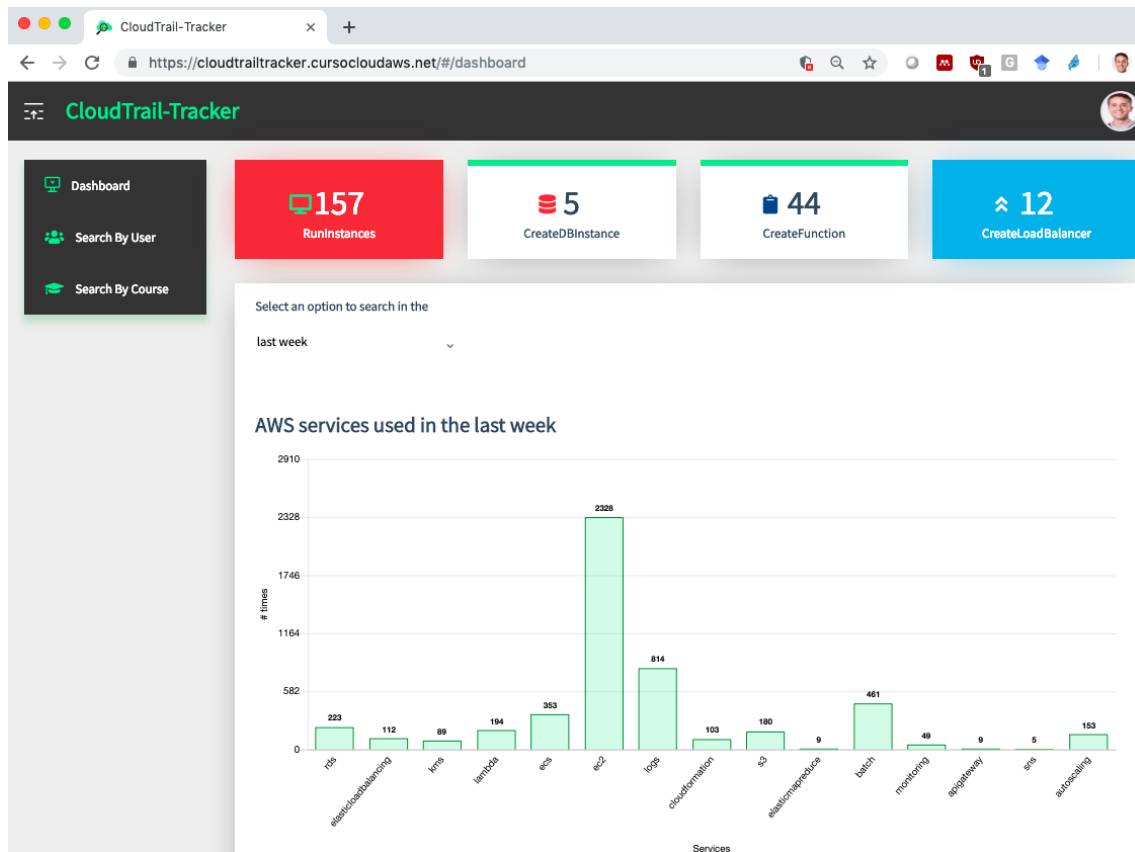 CloudTrail-Tracker
https://cloudtrailtracker.cursocloudaws.net/#/dashboard
1
G
CloudTrail-Tracker
Dashboard
Search By User
Search By Course
157
RunInstances
5
CreateDBInstance
44
CreateFunction
12
CreateLoadBalancer
Select an option to search in the
last week
AWS services used in the last week
2910
2328
1746
1164
582
0
# times
223
112
89
194
353
2328
814
103
180
9
461
49
9
5
153
rds
elasticloadbalancing
kms
lambda
ecs
ec2
logs
cloudformation
s3
elasticmapreduce
batch
monitoring
apigateway
sns
autoscaling
Services